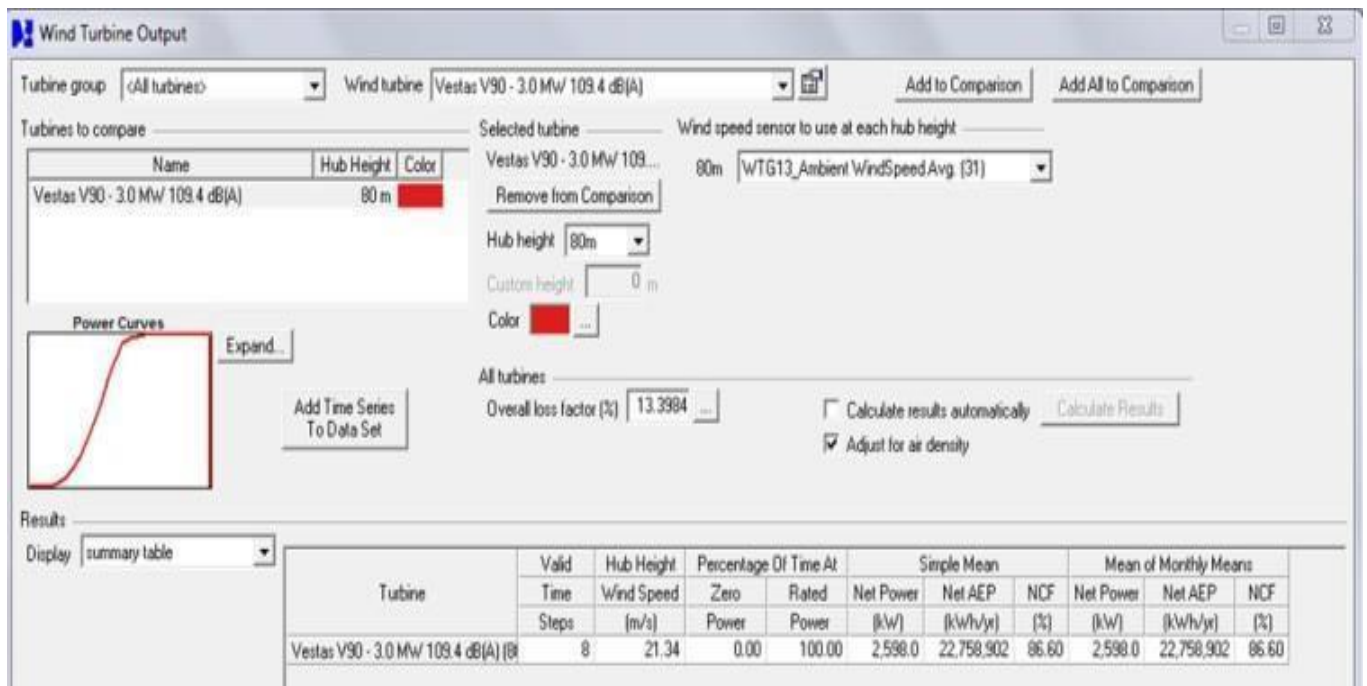 Wind Turbine Output
Turbine group <All turbines> Wind turbine Vestas V90 - 3.0 MW 109.4 dB(A) Add to Comparison Add All to Comparison
Turbines to compare
Name Hub Height Color
Vestas V90 - 3.0 MW 109.4 dB(A) 80 m
Selected turbine
Vestas V90 - 3.0 MW 109....
Remove from Comparison
Hub height 80m
Custom height 0 m
Color ...
Wind speed sensor to use at each hub height
80m WTG13_Ambient WindSpeed Avg. (31)
Power Curves
Expand...
Add Time Series
To Data Set
All turbines
Overall loss factor (%) 13.3984 ...
Calculate results automatically Calculate Results
Adjust for air density
Results
Display summary table
Valid Hub Height Percentage Of Time At Simple Mean Mean of Monthly Means
Turbine Time Wind Speed Zero Rated Net Power Net AEP NCF Net Power Net AEP NCF
Steps (m/s) Power Power (kW) (kWh/yr) (%) (kW) (kWh/yr) (%)
Vestas V90 - 3.0 MW 109.4 dB(A) (8 8 21.34 0.00 100.00 2,598.0 22,758,902 86.60 2,598.0 22,758,902 86.60